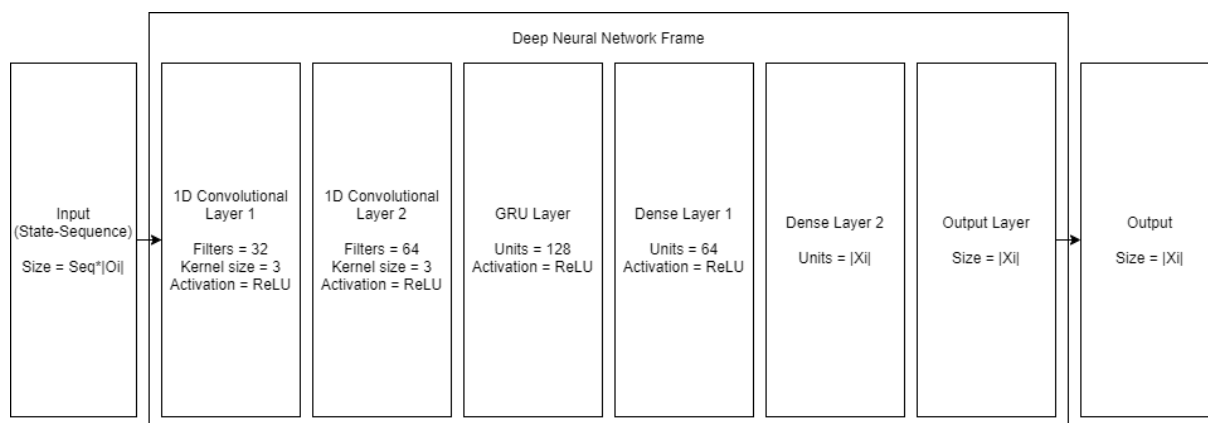 Deep Neural Network Frame
Input
(State-Sequence)
Size = Seq*|Oi|
1D Convolutional
Layer 1
Filters = 32
Kernel size = 3
Activation = ReLU
1D Convolutional
Layer 2
Filters = 64
Kernel size = 3
Activation = ReLU
GRU Layer
Units = 128
Activation = ReLU
Dense Layer 1
Units = 64
Activation = ReLU
Dense Layer 2
Units = |Xi|
Output Layer
Size = |Xi|
Output
Size = |Xi|